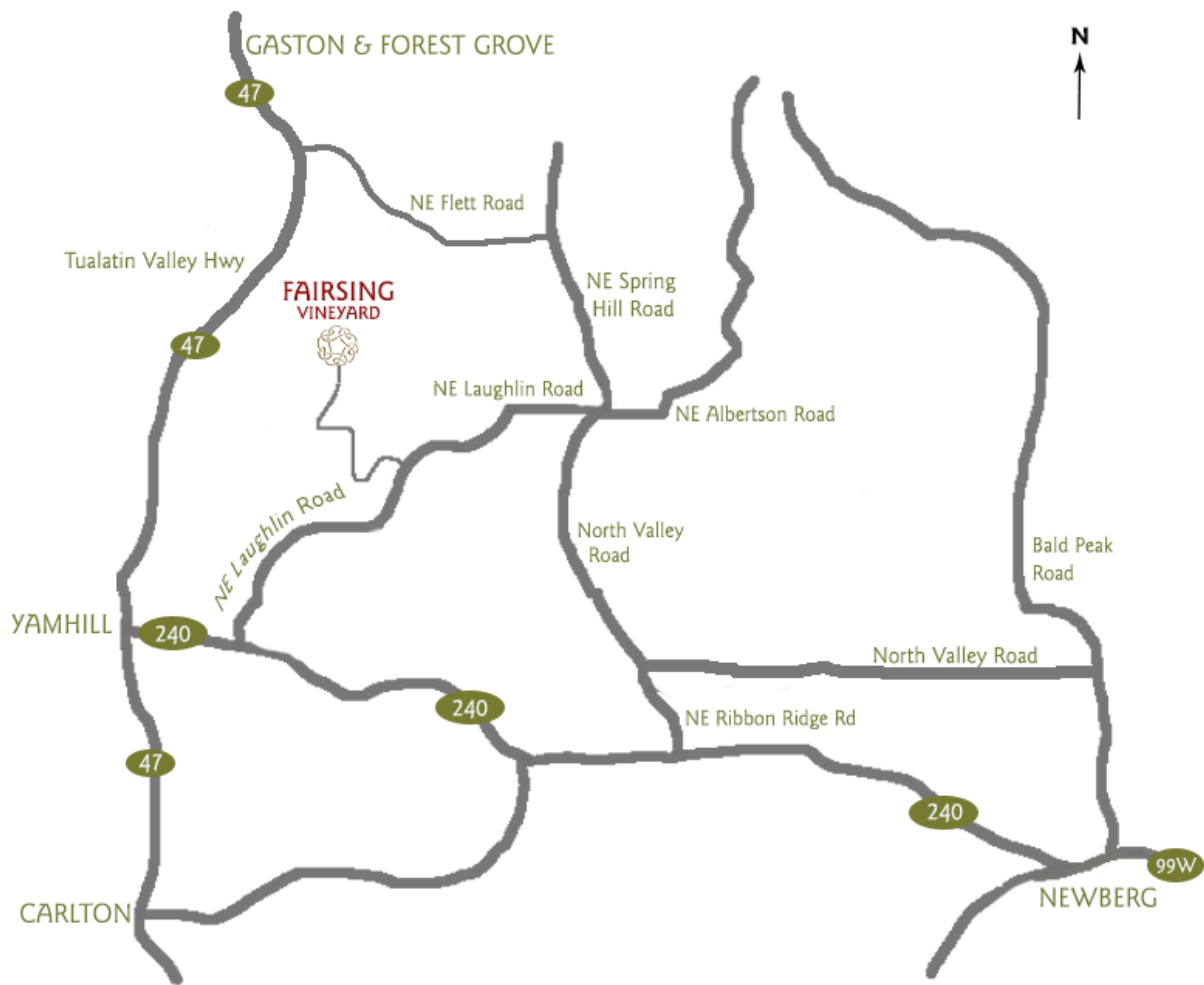 GASTON & FOREST GROVE
N
47
NE Flett Road
Tualatin Valley Hwy
NE Spring
Hill Road
FAIRSING
VINEYARD
47
NE Laughlin Road
NE Albertson Road
NE Laughlin Road
North Valley
Road
Bald Peak
Road
YAMHILL
240
North Valley Road
240
NE Ribbon Ridge Rd
47
240
99W
NEWBERG
CARLTON